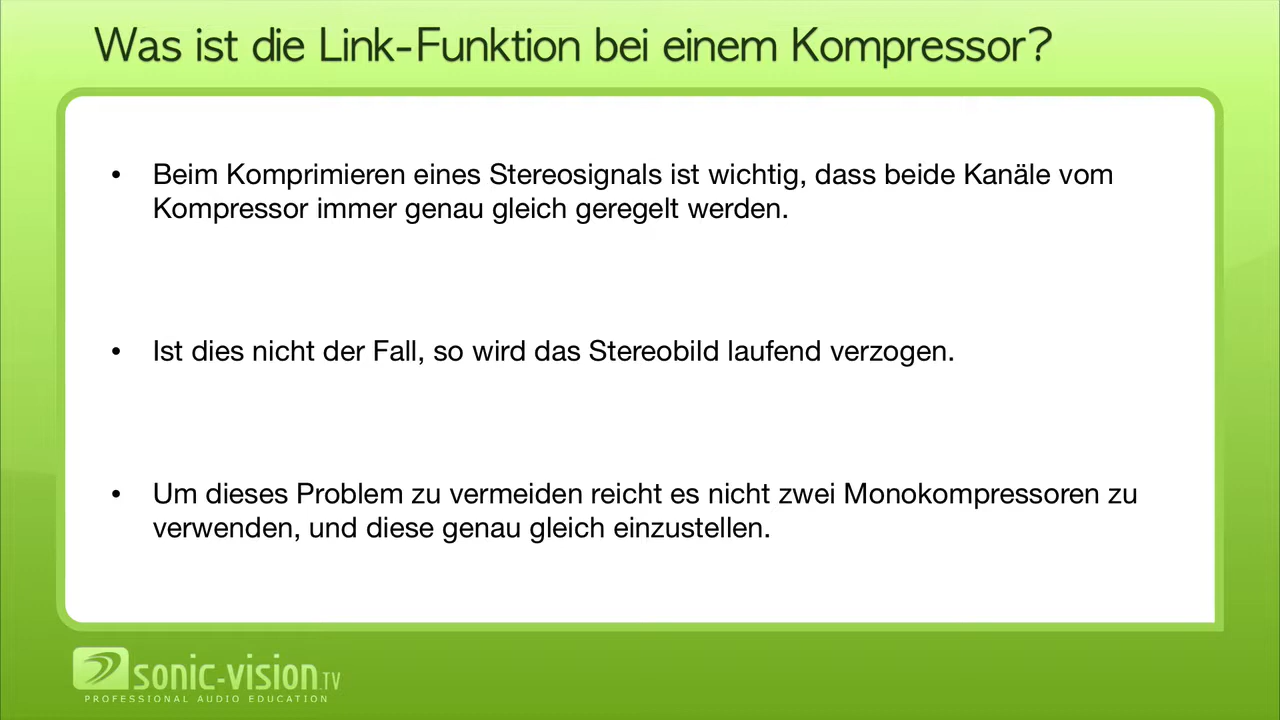 Was ist die Link-Funktion bei einem Kompressor?
• Beim Komprimieren eines Stereosignals ist wichtig, dass beide Kanäle vom
Kompressor immer genau gleich geregelt werden.
• Ist dies nicht der Fall, so wird das Stereobild laufend verzogen.
• Um dieses Problem zu vermeiden reicht es nicht zwei Monokompressoren zu
verwenden, und diese genau gleich einzustellen.
sonic-vision.TV
PROFESSIONAL AUDIO EDUCATION